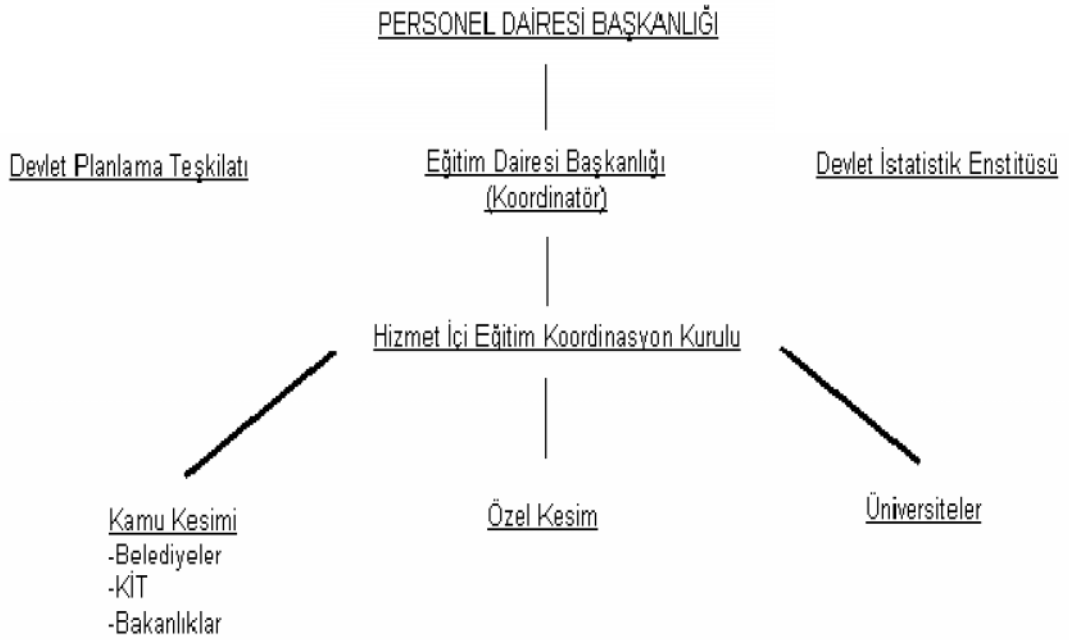 PERSONEL DAİRESİ BAŞKANLIĞI
Devlet Planlama Teşkilatı
Eğitim Dairesi Başkanlığı
(Koordinatör)
Devlet İstatistik Enstitüsü
Hizmet İçi Eğitim Koordinasyon Kurulu
Kamu Kesimi
-Belediyeler
-KİT
-Bakanlıklar
Özel Kesim
Üniversiteler